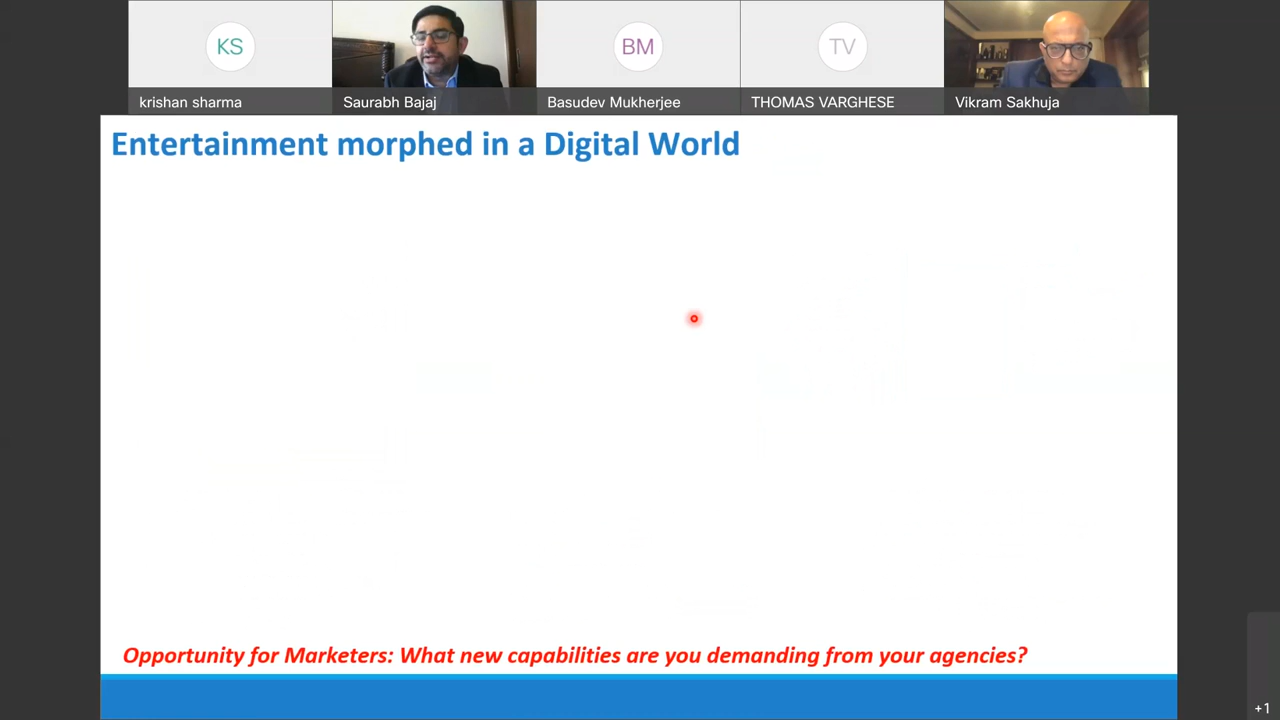 KS
BM
TV
krishan sharma
Saurabh Bajaj
Basudev Mukherjee
THOMAS VARGHESE
Vikram Sakhuja
Entertainment morphed in a Digital World
Opportunity for Marketers: What new capabilities are you demanding from your agencies?
+1